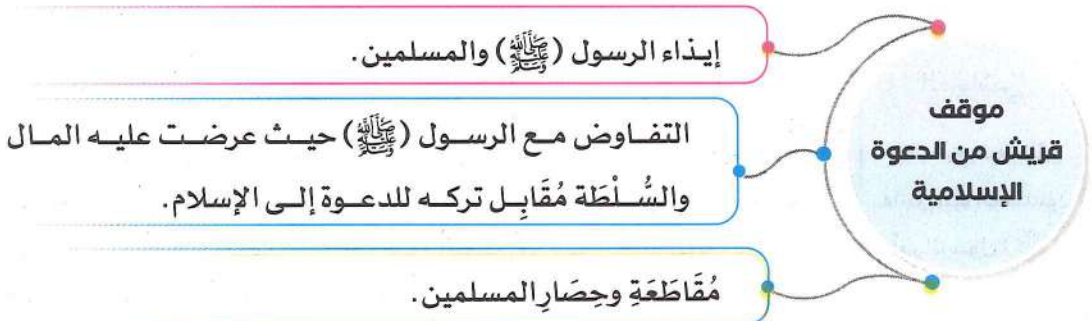 موقف
قريش من الدعوة
الإسلامية
إيذاء الرسول (ﷺ) والمسلمين.
التفاوض مع الرسول (ﷺ) حيث عرضت عليه المال
والسُّلْطَة مُقَابِل تركه للدعوة إلى الإسلام.
مُقَاطَعَةِ وحِصَارِ المسلمين.